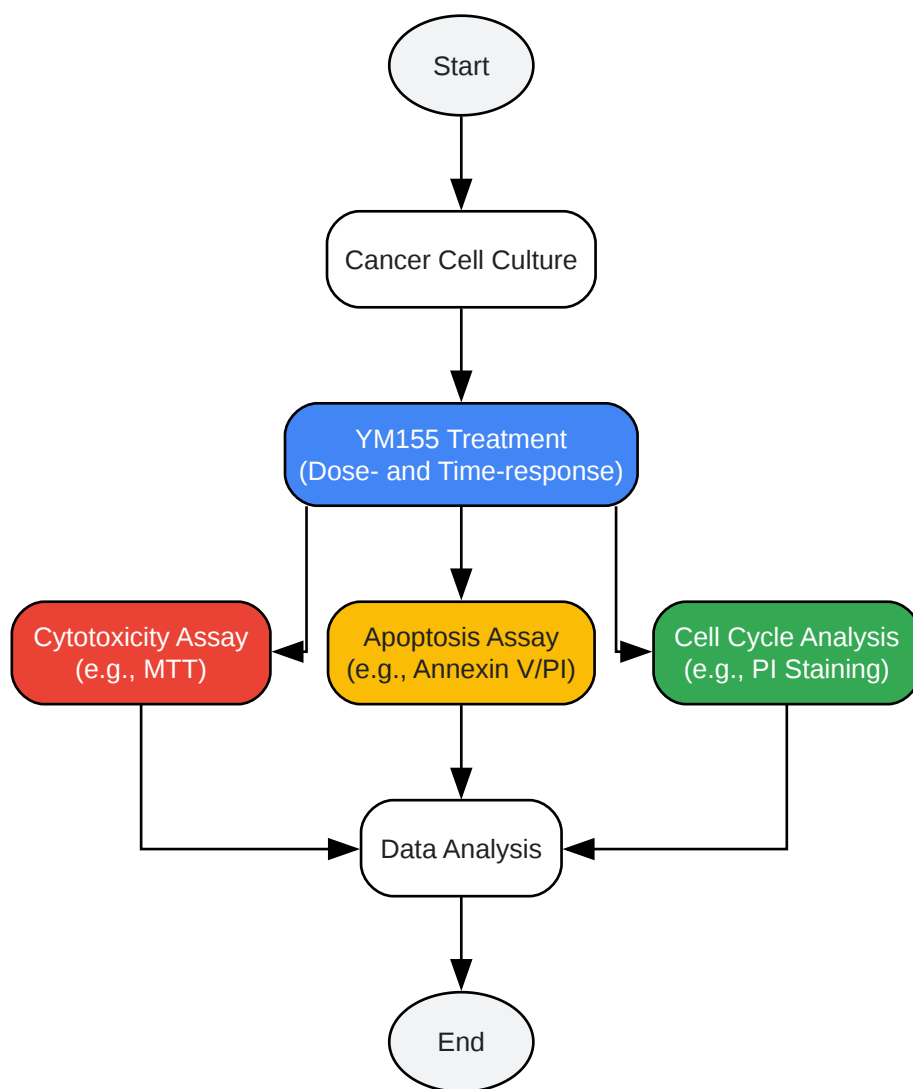 Start
Cancer Cell Culture
YM155 Treatment
(Dose- and Time-response)
Cytotoxicity Assay
(e.g., MTT)
Apoptosis Assay
(e.g., Annexin V/PI)
Cell Cycle Analysis
(e.g., PI Staining)
Data Analysis
End